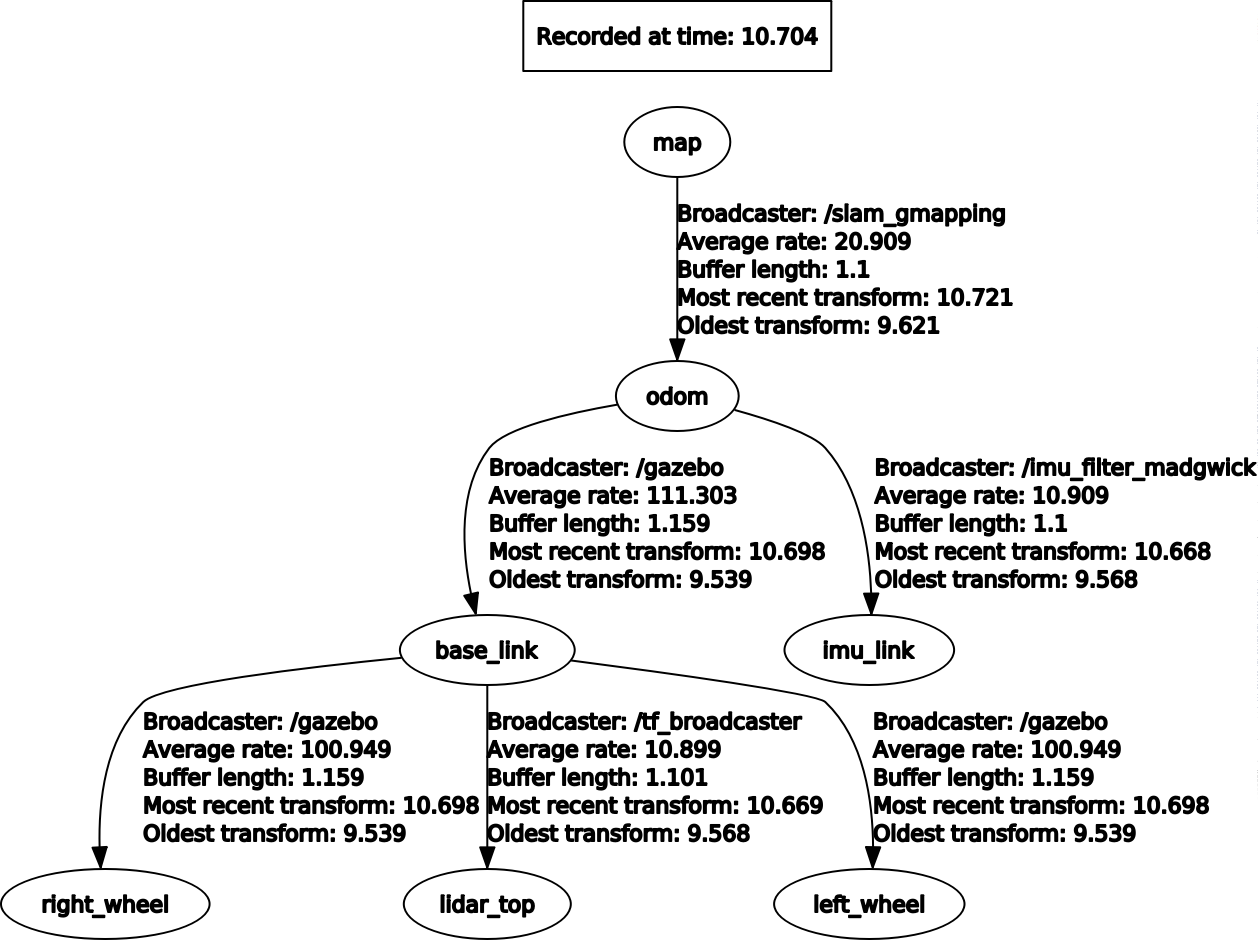 Recorded at time: 10.704
map
Broadcaster: /slam_gmapping
Average rate: 20.909
Buffer length: 1.1
Most recent transform: 10.721
Oldest transform: 9.621
odom
Broadcaster: /gazebo
Average rate: 111.303
Buffer length: 1.159
Most recent transform: 10.698
Oldest transform: 9.539
Broadcaster: /imu_filter_madgwick
Average rate: 10.909
Buffer length: 1.1
Most recent transform: 10.668
Oldest transform: 9.568
base_link
imu_link
Broadcaster: /gazebo
Average rate: 100.949
Buffer length: 1.159
Most recent transform: 10.698
Oldest transform: 9.539
Broadcaster: /tf_broadcaster
Average rate: 10.899
Buffer length: 1.101
Most recent transform: 10.669
Oldest transform: 9.568
Broadcaster: /gazebo
Average rate: 100.949
Buffer length: 1.159
Most recent transform: 10.698
Oldest transform: 9.539
right_wheel
lidar_top
left_wheel